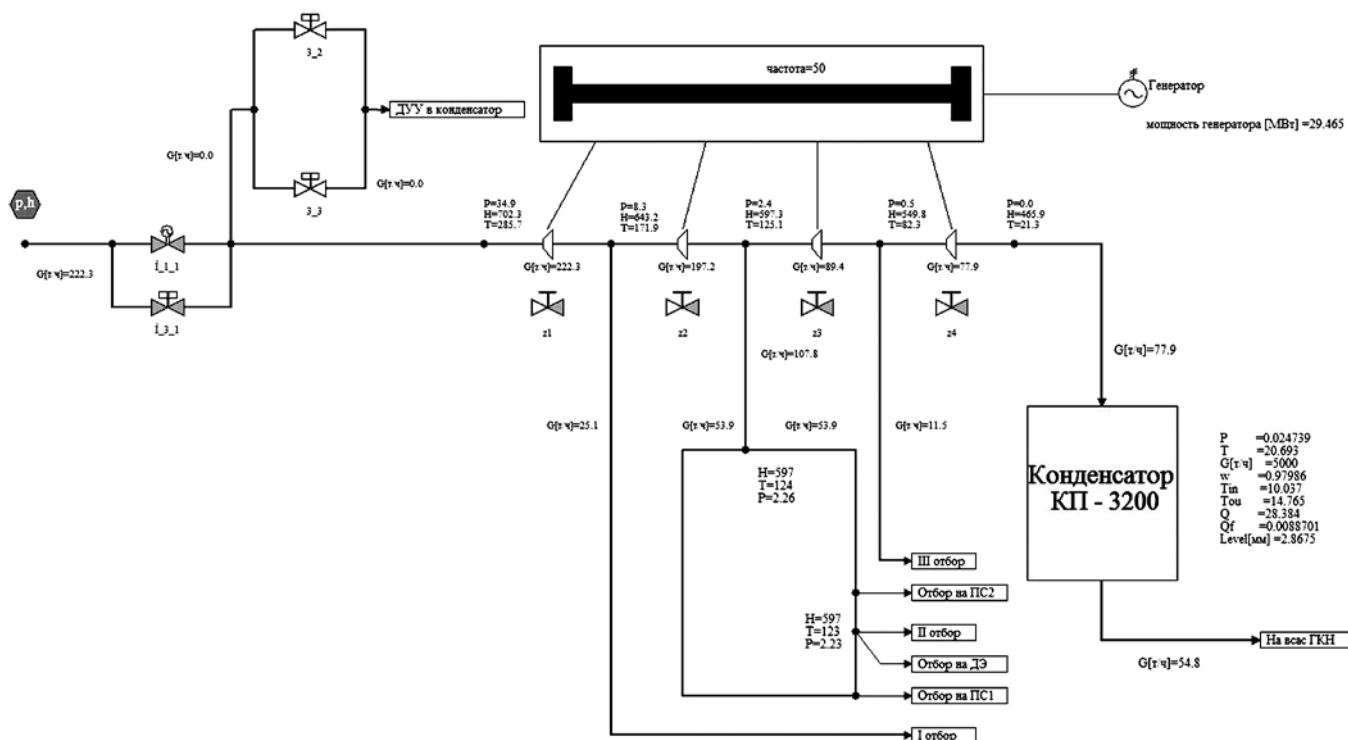 3_2
частота=50
Генератор
мощность генератора [МВт] =29.465
ДУУ в конденсатор
G[т/ч]=0.0
G[т/ч]=0.0
3_3
p,h
P=34.9
H=702.3
T=285.7
P=8.3
H=643.2
T=171.9
P=2.4
H=597.3
T=125.1
P=0.5
H=549.8
T=82.3
P=0.0
H=465.9
T=21.3
G[т/ч]=222.3
Í_1_1
Í_3_1
G[т/ч]=222.3
G[т/ч]=197.2
G[т/ч]=89.4
G[т/ч]=77.9
z1
z2
z3
z4
G[т/ч]=107.8
G[т/ч]=77.9
G[т/ч]=25.1
G[т/ч]=53.9
G[т/ч]=53.9
G[т/ч]=11.5
H=597
T=124
P=2.26
Конденсатор
КП - 3200
P =0.024739
T =20.693
G[т/ч] =5000
w =0.97986
Tin =10.037
Tou =14.765
Q =28.384
Qf =0.0088701
Level[мм] =2.8675
III отбор
Отбор на ПС2
H=597
T=123
P=2.23
II отбор
Отбор на ДЭ
Отбор на ПС1
I отбор
На всас ГКН
G[т/ч]=54.8